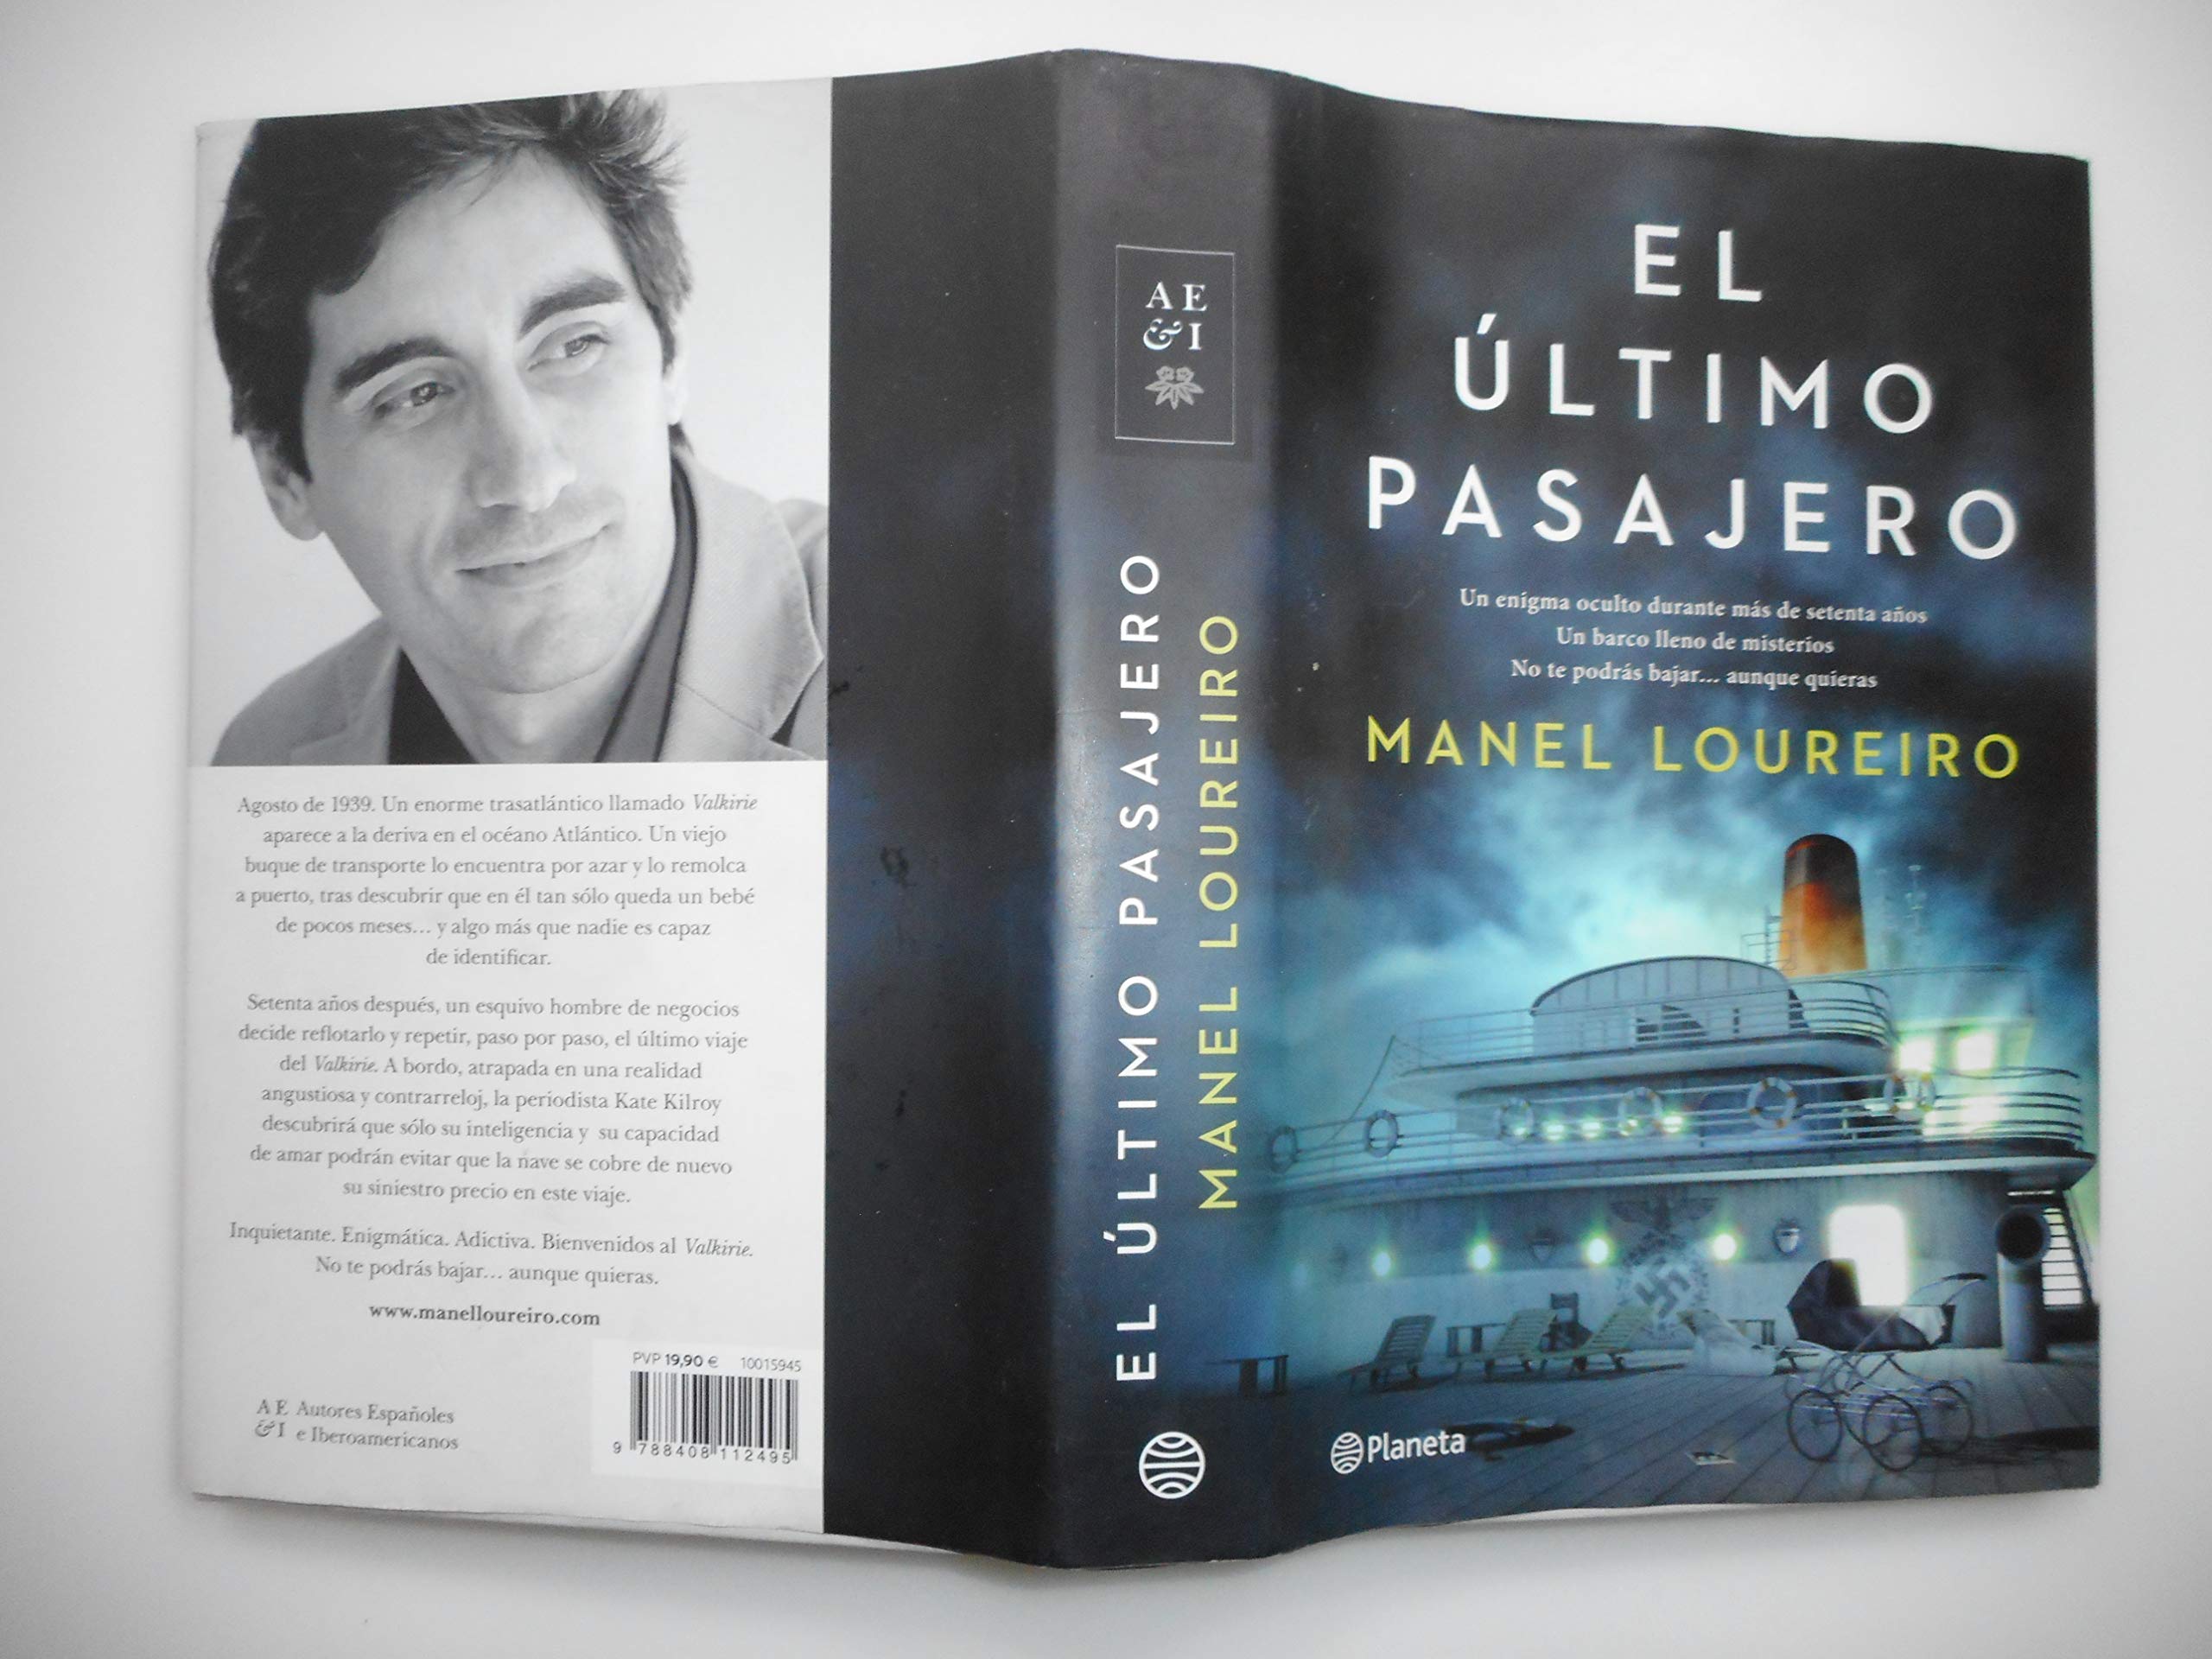 Agosto de 1939. Un enorme trasatlántico llamado Valkirie
aparece a la deriva en el océano Atlántico. Un viejo
buque de transporte lo encuentra por azar y lo remolca
a puerto, tras descubrir que en él tan sólo queda un bebé
de pocos meses... y algo más que nadie es capaz
de identificar.
Setenta años después, un esquivo hombre de negocios
decide reflotarlo y repetir, paso por paso, el último viaje
del Valkirie. A bordo, atrapada en una realidad
angustiosa y contrarreloj, la periodista Kate Kilroy
descubrirá que sólo su inteligencia y su capacidad
de amar podrán evitar que la nave se cobre de nuevo
su siniestro precio en este viaje.
Inquietante. Enigmática. Adictiva. Bienvenidos al Valkirie.
No te podrás bajar... aunque quieras.
www.manelloureiro.com
PVP 19,90 € 10015945
9 788408 112495
A E Autores Españoles
& I e Iberoamericanos
A E
& I
EL ÚLTIMO PASAJERO
MANEL LOUREIRO
EL
ÚLTIMO
PASAJERO
Un enigma oculto durante más de setenta años
Un barco lleno de misterios
No te podrás bajar... aunque quieras
MANEL LOUREIRO
Planeta